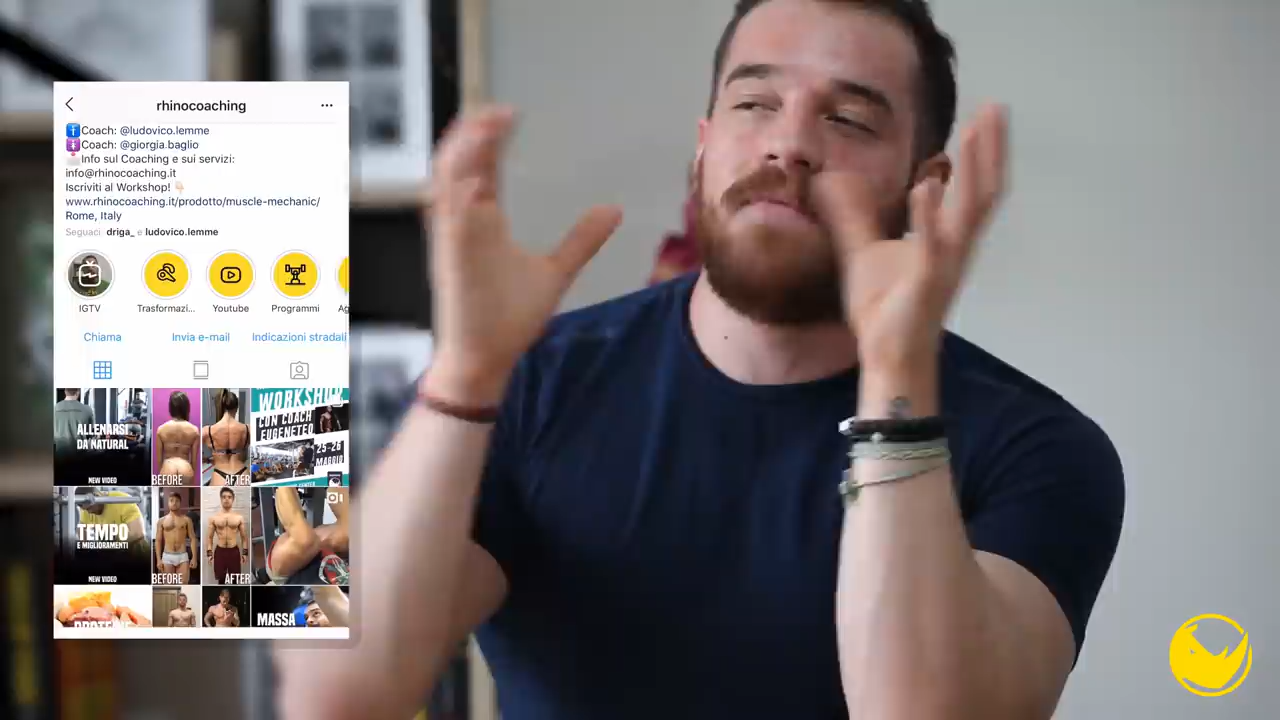 rhinocoaching
Coach: @ludovico.lemme
Coach: @giorgia.baglio
Info sul Coaching e sui servizi:
info@rhinocoaching.it
Iscriviti al Workshop!
www.rhinocoaching.it/prodotto/muscle-mechanic/
Rome, Italy
Seguaci driga_ e ludovico.lemme
IGTV
Trasformazi...
Youtube
Programmi
Ag
Chiama
Invia e-mail
Indicazioni stradali
ALLENARSI
DA NATURAL
NEW VIDEO
BEFORE
AFTER
WORKSHOP
CON COACH
EUGENETEO
25-26
MAGGIO
TEMPO
E MIGLIORAMENTI
NEW VIDEO
BEFORE
AFTER
PROTEINE
MASSA